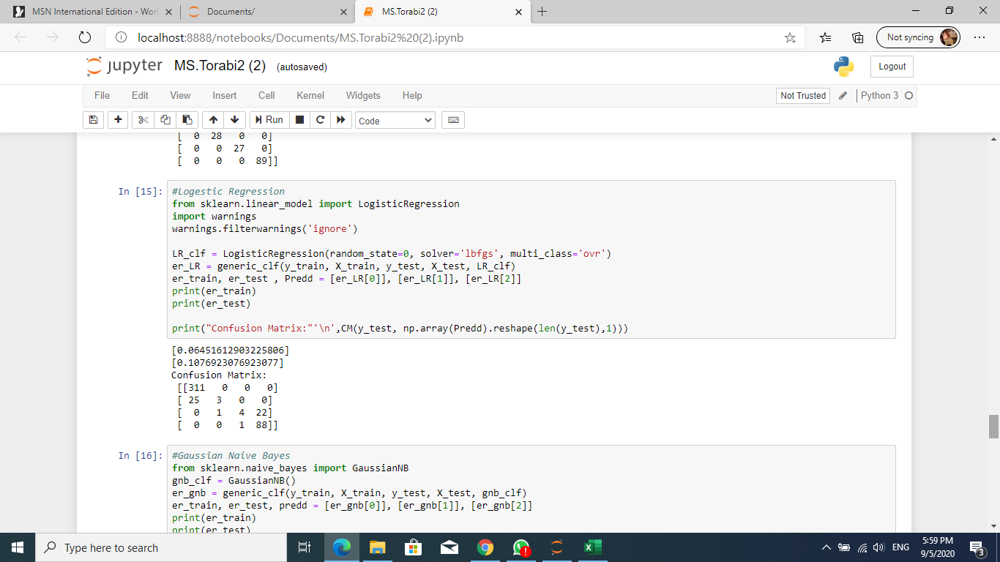 MSN International Edition - Worl
Documents/
MS.Torabi2 (2)
localhost:8888/notebooks/Documents/MS.Torabi2%20(2).ipynb
Not syncing
jupyter MS.Torabi2 (2) (autosaved)
Logout
File Edit View Insert Cell Kernel Widgets Help
Not Trusted
Python 3
Run
Code
[ 0 28 0 0]
[ 0 0 27 0]
[ 0 0 0 89]]
In [15]:
#Logestic Regression
from sklearn.linear_model import LogisticRegression
import warnings
warnings.filterwarnings('ignore')
LR_clf = LogisticRegression(random_state=0, solver='lbfgs', multi_class='ovr')
er_LR = generic_clf(y_train, X_train, y_test, X_test, LR_clf)
er_train, er_test , Predd = [er_LR[0]], [er_LR[1]], [er_LR[2]]
print(er_train)
print(er_test)
print("Confusion Matrix:"'\n',CM(y_test, np.array(Predd).reshape(len(y_test),1)))
[0.06451612903225806]
[0.1076923076923077]
Confusion Matrix:
[[311 0 0 0]
[ 25 3 0 0]
[ 0 1 4 22]
[ 0 0 1 88]]
In [16]:
#Gaussian Naive Bayes
from sklearn.naive_bayes import GaussianNB
gnb_clf = GaussianNB()
er_gnb = generic_clf(y_train, X_train, y_test, X_test, gnb_clf)
er_train, er_test, predd = [er_gnb[0]], [er_gnb[1]], [er_gnb[2]]
print(er_train)
print(er_test)
Type here to search
ENG
5:59 PM
9/5/2020
3